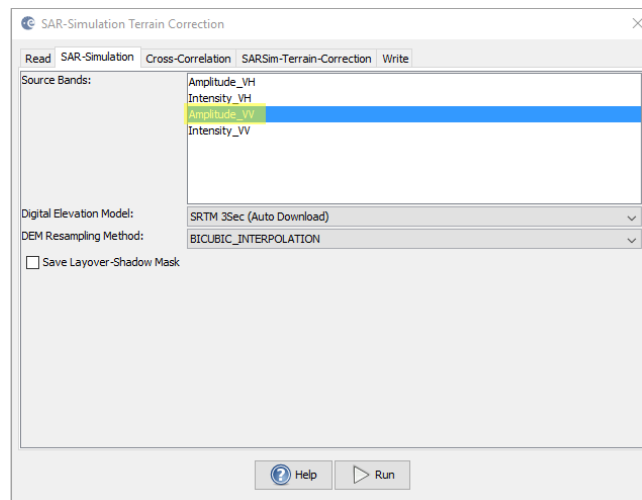 SAR-Simulation Terrain Correction
Read SAR-Simulation Cross-Correlation SARSim-Terrain-Correction Write
Source Bands:
Amplitude_VH
Intensity_VH
Amplitude_VV
Intensity_VV
Digital Elevation Model: SRTM 3Sec (Auto Download)
DEM Resampling Method: BICUBIC_INTERPOLATION
Save Layover-Shadow Mask
Help Run